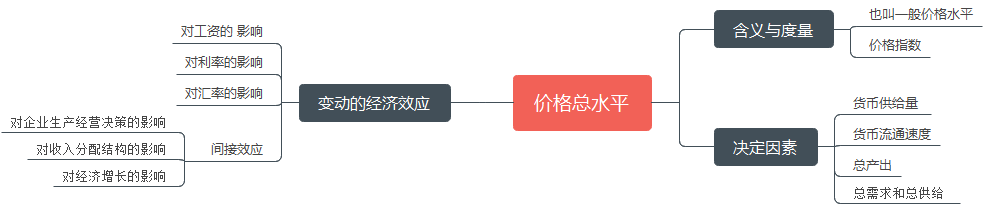 价格总水平
含义与度量
也叫一般价格水平
价格指数
决定因素
货币供给量
货币流通速度
总产出
总需求和总供给
变动的经济效应
对工资的 影响
对利率的影响
对汇率的影响
间接效应
对企业生产经营决策的影响
对收入分配结构的影响
对经济增长的影响